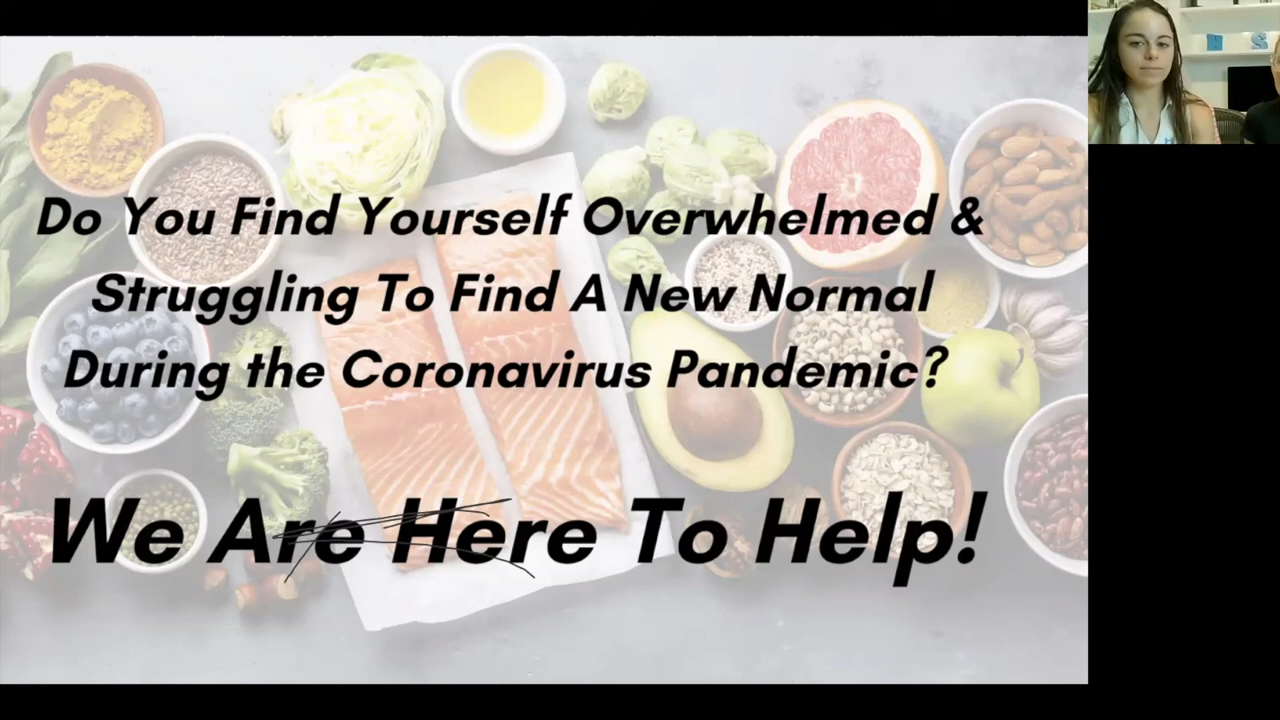 Do You Find Yourself Overwhelmed &
Struggling To Find A New Normal
During the Coronavirus Pandemic?
We Are Here To Help!